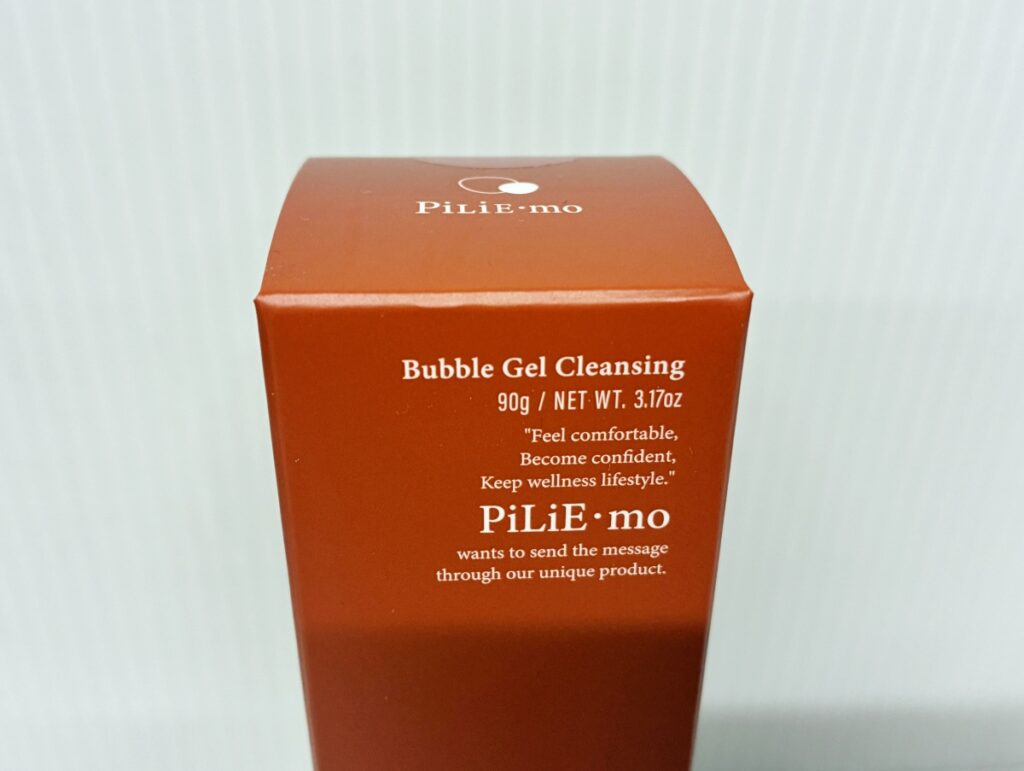 PiLiE·mo
Bubble Gel Cleansing
90g / NET WT. 3.17oz
"Feel comfortable,
Become confident,
Keep wellness lifestyle."
PiLiE·mo
wants to send the message
through our unique product.